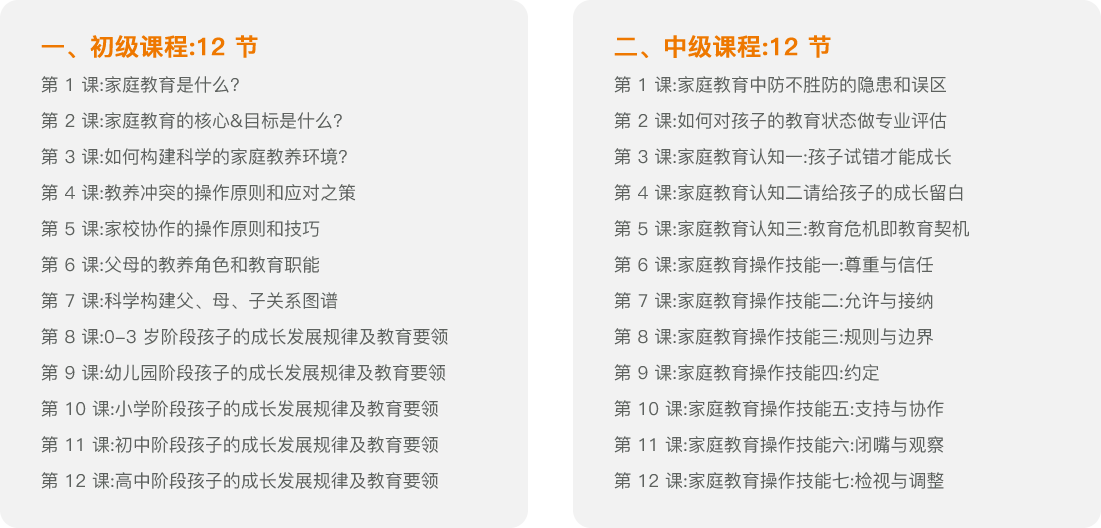 一、初级课程:12 节
第 1 课:家庭教育是什么?
第 2 课:家庭教育的核心&目标是什么?
第 3 课:如何构建科学的家庭教养环境?
第 4 课:教养冲突的操作原则和应对之策
第 5 课:家校协作的操作原则和技巧
第 6 课:父母的教养角色和教育职能
第 7 课:科学构建父、母、子关系图谱
第 8 课:0-3 岁阶段孩子的成长发展规律及教育要领
第 9 课:幼儿园阶段孩子的成长发展规律及教育要领
第 10 课:小学阶段孩子的成长发展规律及教育要领
第 11 课:初中阶段孩子的成长发展规律及教育要领
第 12 课:高中阶段孩子的成长发展规律及教育要领
二、中级课程:12 节
第 1 课:家庭教育中防不胜防的隐患和误区
第 2 课:如何对孩子的教育状态做专业评估
第 3 课:家庭教育认知一:孩子试错才能成长
第 4 课:家庭教育认知二请给孩子的成长留白
第 5 课:家庭教育认知三:教育危机即教育契机
第 6 课:家庭教育操作技能一:尊重与信任
第 7 课:家庭教育操作技能二:允许与接纳
第 8 课:家庭教育操作技能三:规则与边界
第 9 课:家庭教育操作技能四:约定
第 10 课:家庭教育操作技能五:支持与协作
第 11 课:家庭教育操作技能六:闭嘴与观察
第 12 课:家庭教育操作技能七:检视与调整